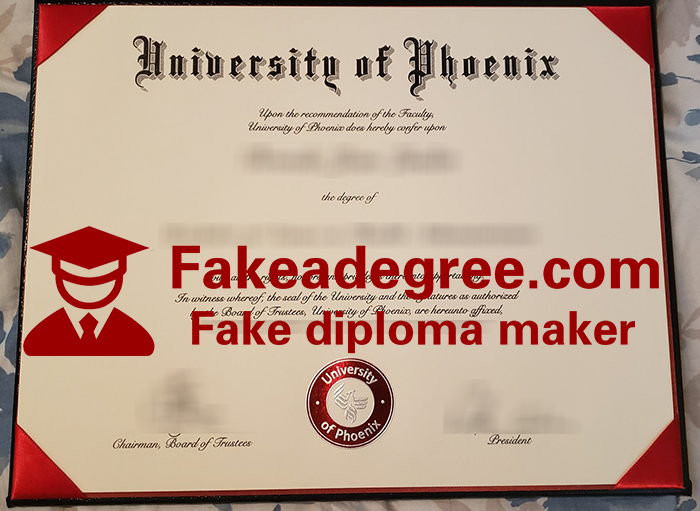 University of Phoenix
Upon the recommendation of the Faculty,
University of Phoenix does hereby confer upon
the degree of
Fakeadegree.com
In witness whereof, the seal of the University and the signatures as authorized
by the Board of Trustees, University of Phoenix, are hereunto affixed,
Fake diploma maker
University
of Phoenix
Chairman, Board of Trustees
President